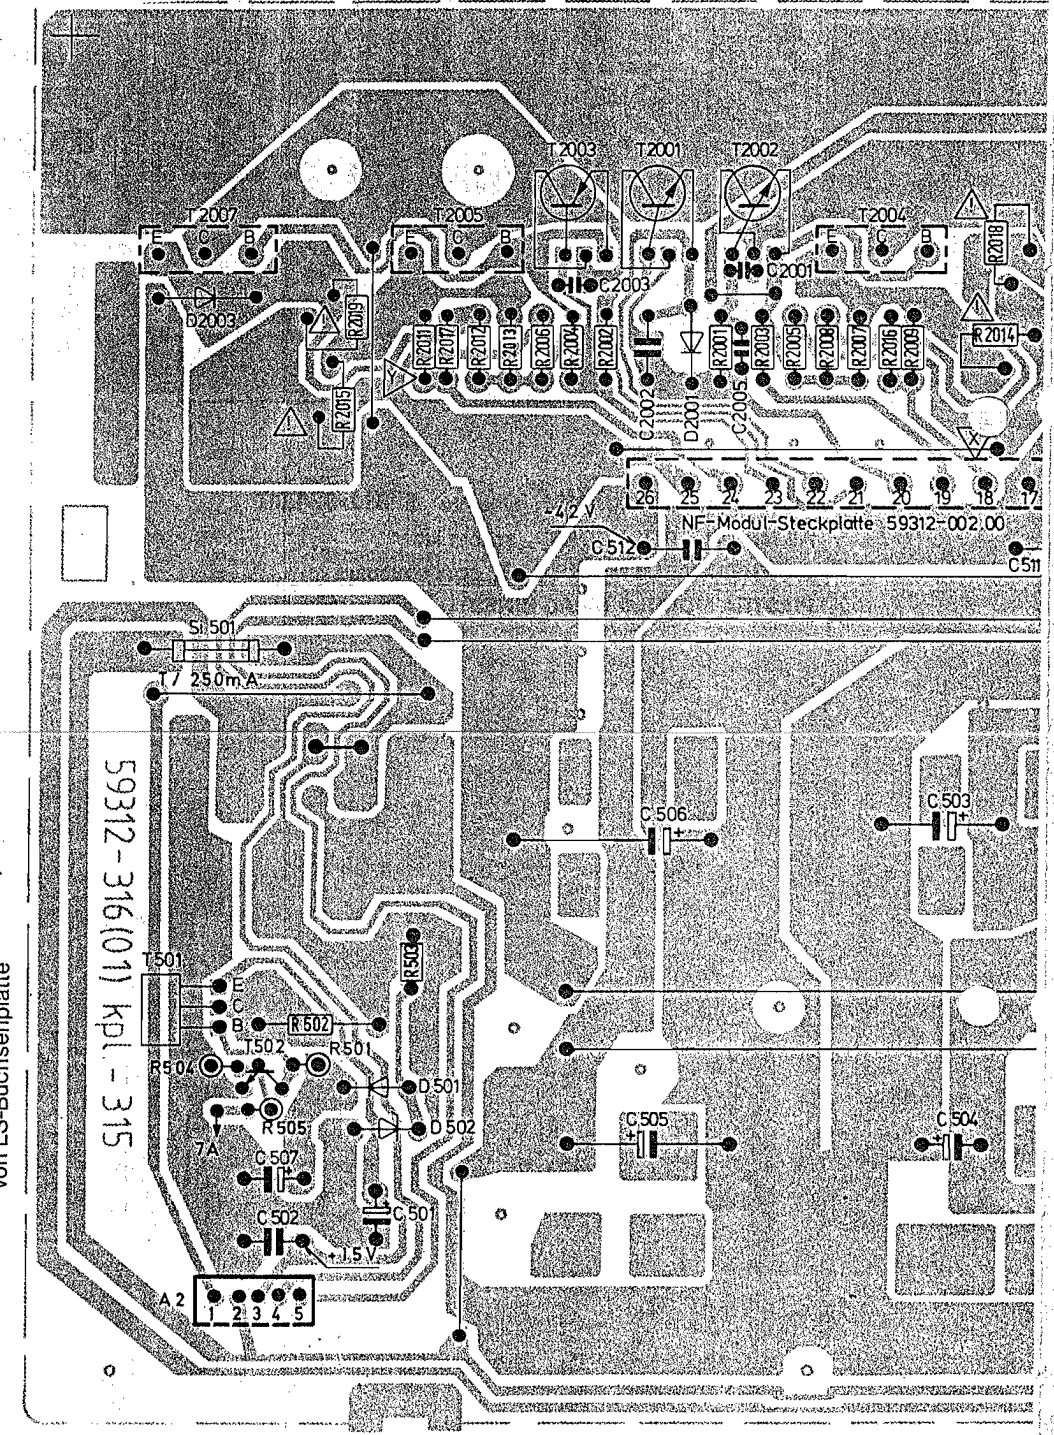 T2003 T2001 T2002
T2007 T2005 T2004
E C B E C B E C B
R2018
C2001
C2003
D2003
R2019
R2011 R2017 R2012 R2013 R2006 R2004 R2002 R2001 R2003 R2005 R2008 R2007 R2016 R2009 R2014
R2015
Y
C2002 D2001 C2005
X
26 25 24 23 22 21 20 19 18 17
-42V
NF-Modul-Steckplatte 59312-002.00
C512
C511
Si 501
T/ 250mA
59312-316(01) kpl. - 315
C506
C503
T501
R503
E
C
B
R502
R504 T502 R501
D501
R505
D502
7A
C505
C504
C507
C502
C501
+15V
A2
1 2 3 4 5
von LS-Buchsenplatte